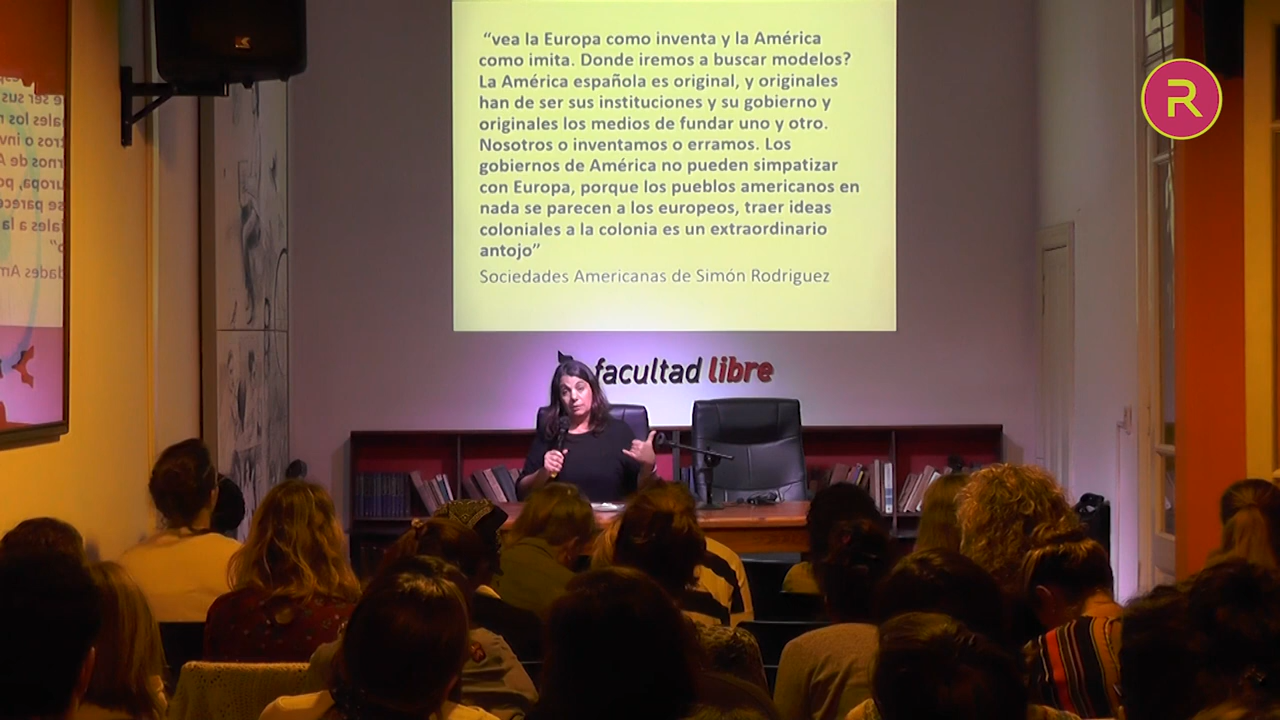 “vea la Europa como inventa y la América
como imita. Donde iremos a buscar modelos?
La América española es original, y originales
han de ser sus instituciones y su gobierno y
originales los medios de fundar uno y otro.
Nosotros o inventamos o erramos. Los
gobiernos de América no pueden simpatizar
con Europa, porque los pueblos americanos en
nada se parecen a los europeos, traer ideas
coloniales a la colonia es un extraordinario
antojo”
Sociedades Americanas de Simón Rodriguez
facultad libre
R